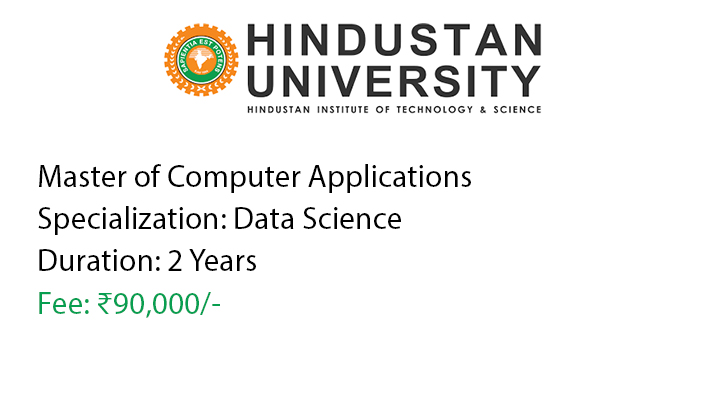 SAPIENTIA EST POTENTIA
HINDUSTAN
UNIVERSITY
HINDUSTAN INSTITUTE OF TECHNOLOGY & SCIENCE
Master of Computer Applications
Specialization: Data Science
Duration: 2 Years
Fee: ₹90,000/-